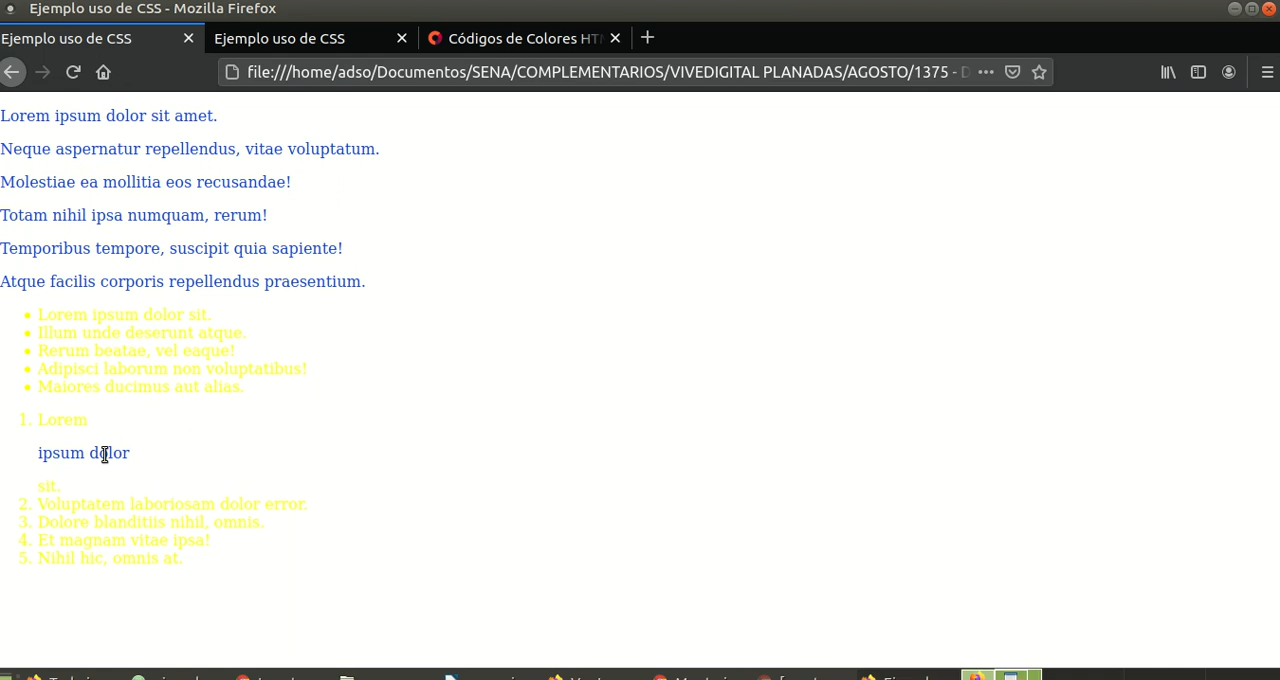 Ejemplo uso de CSS - Mozilla Firefox
Ejemplo uso de CSS
Ejemplo uso de CSS
Códigos de Colores HT
file:///home/adso/Documentos/SENA/COMPLEMENTARIOS/VIVEDIGITAL PLANADAS/AGOSTO/1375 -
Lorem ipsum dolor sit amet.
Neque aspernatur repellendus, vitae voluptatum.
Molestiae ea mollitia eos recusandae!
Totam nihil ipsa numquam, rerum!
Temporibus tempore, suscipit quia sapiente!
Atque facilis corporis repellendus praesentium.
• Lorem ipsum dolor sit.
• Illum unde deserunt atque.
• Rerum beatae, vel eaque!
• Adipisci laborum non voluptatibus!
• Maiores ducimus aut alias.
1. Lorem
ipsum dolor
sit.
2. Voluptatem laboriosam dolor error.
3. Dolore blanditiis nihil, omnis.
4. Et magnam vitae ipsa!
5. Nihil hic, omnis at.